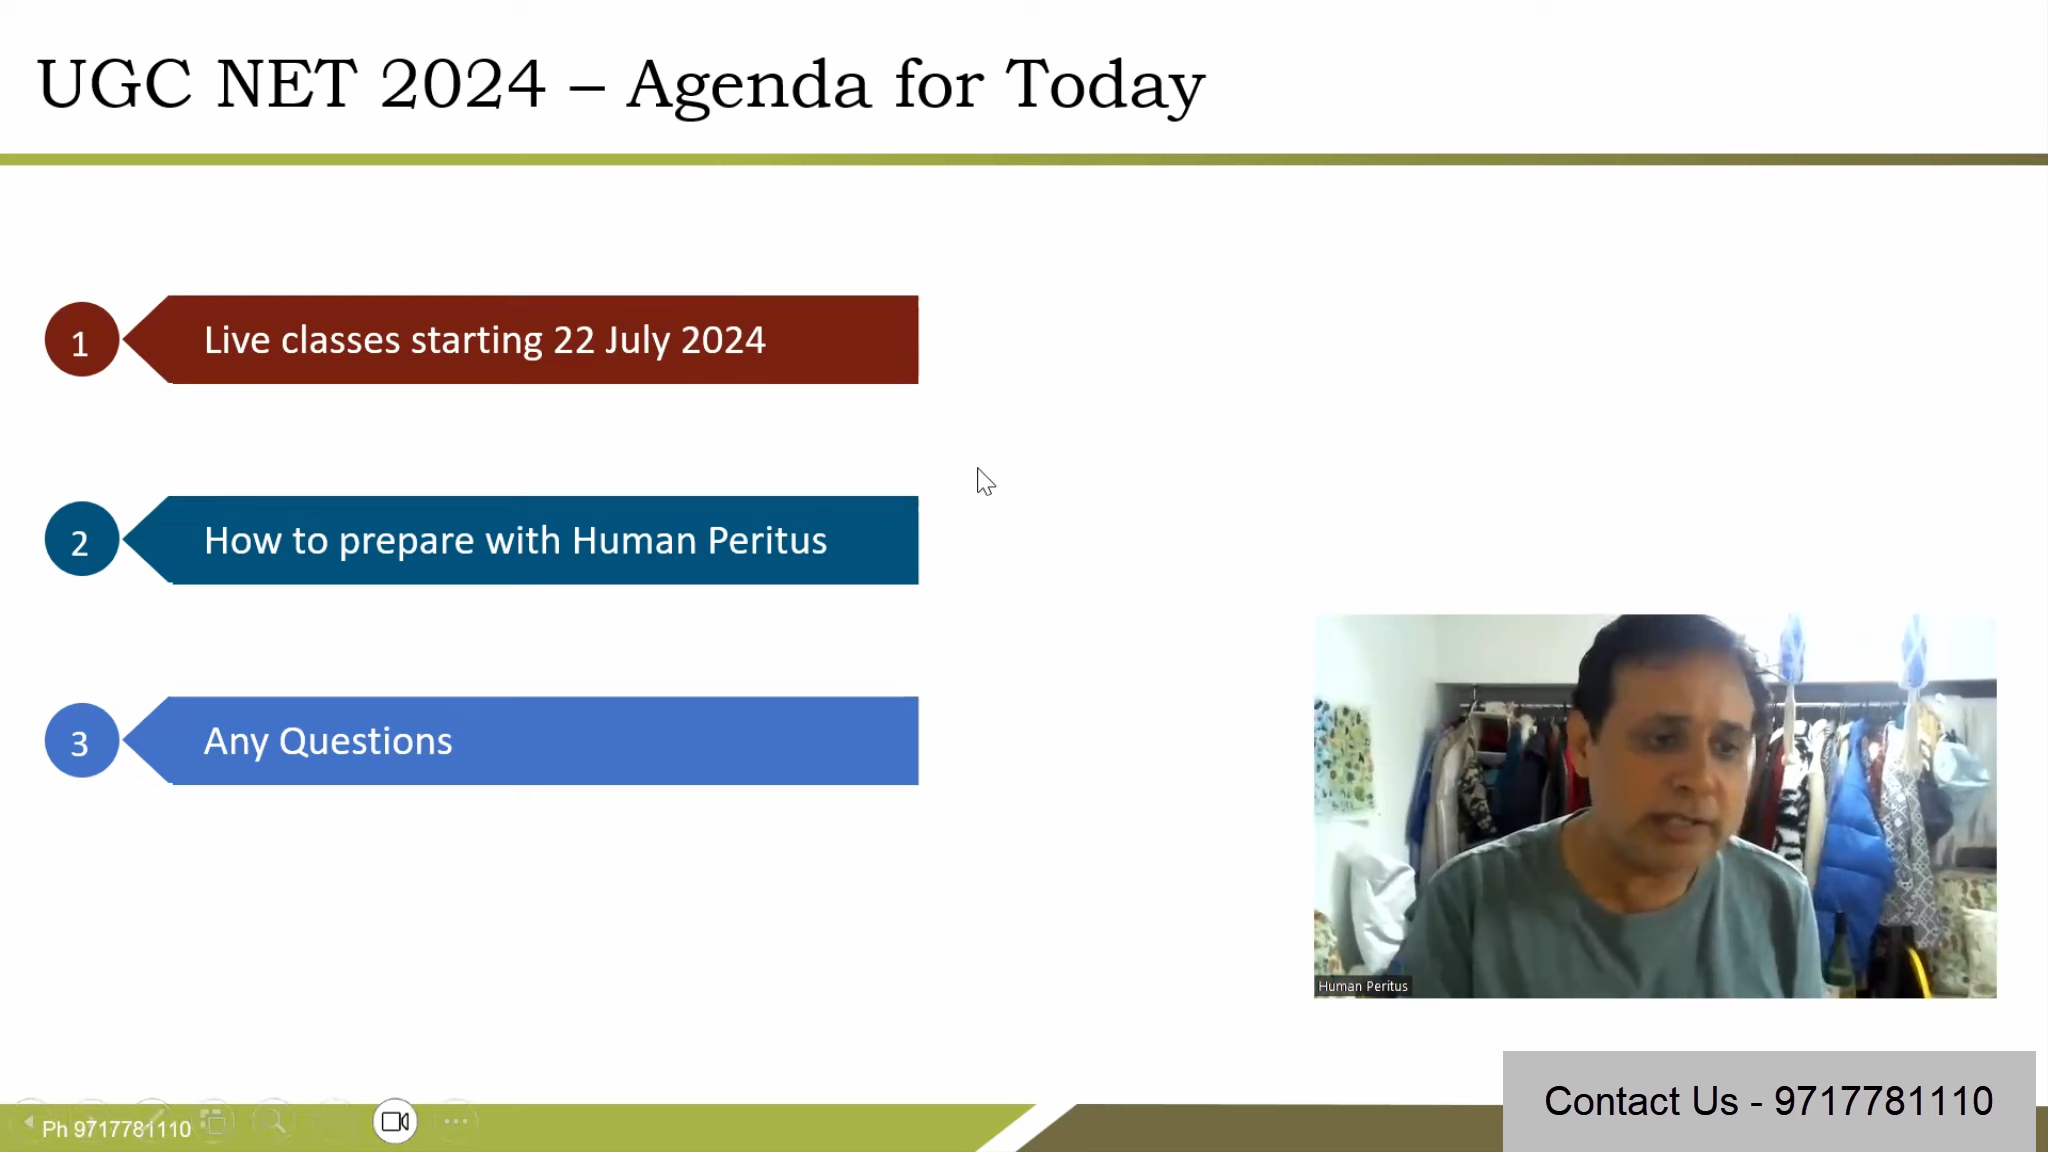 UGC NET 2024 – Agenda for Today
1
Live classes starting 22 July 2024
2
How to prepare with Human Peritus
3
Any Questions
Human Peritus
Contact Us - 9717781110
Ph 9717781110